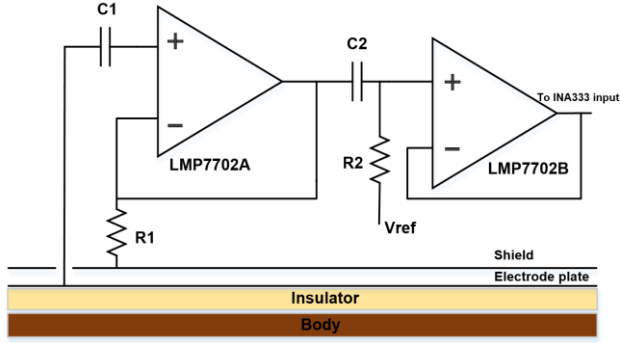 C1
+
−
LMP7702A
R1
C2
R2
Vref
+
−
LMP7702B
To INA333 input
Shield
Electrode plate
Insulator
Body